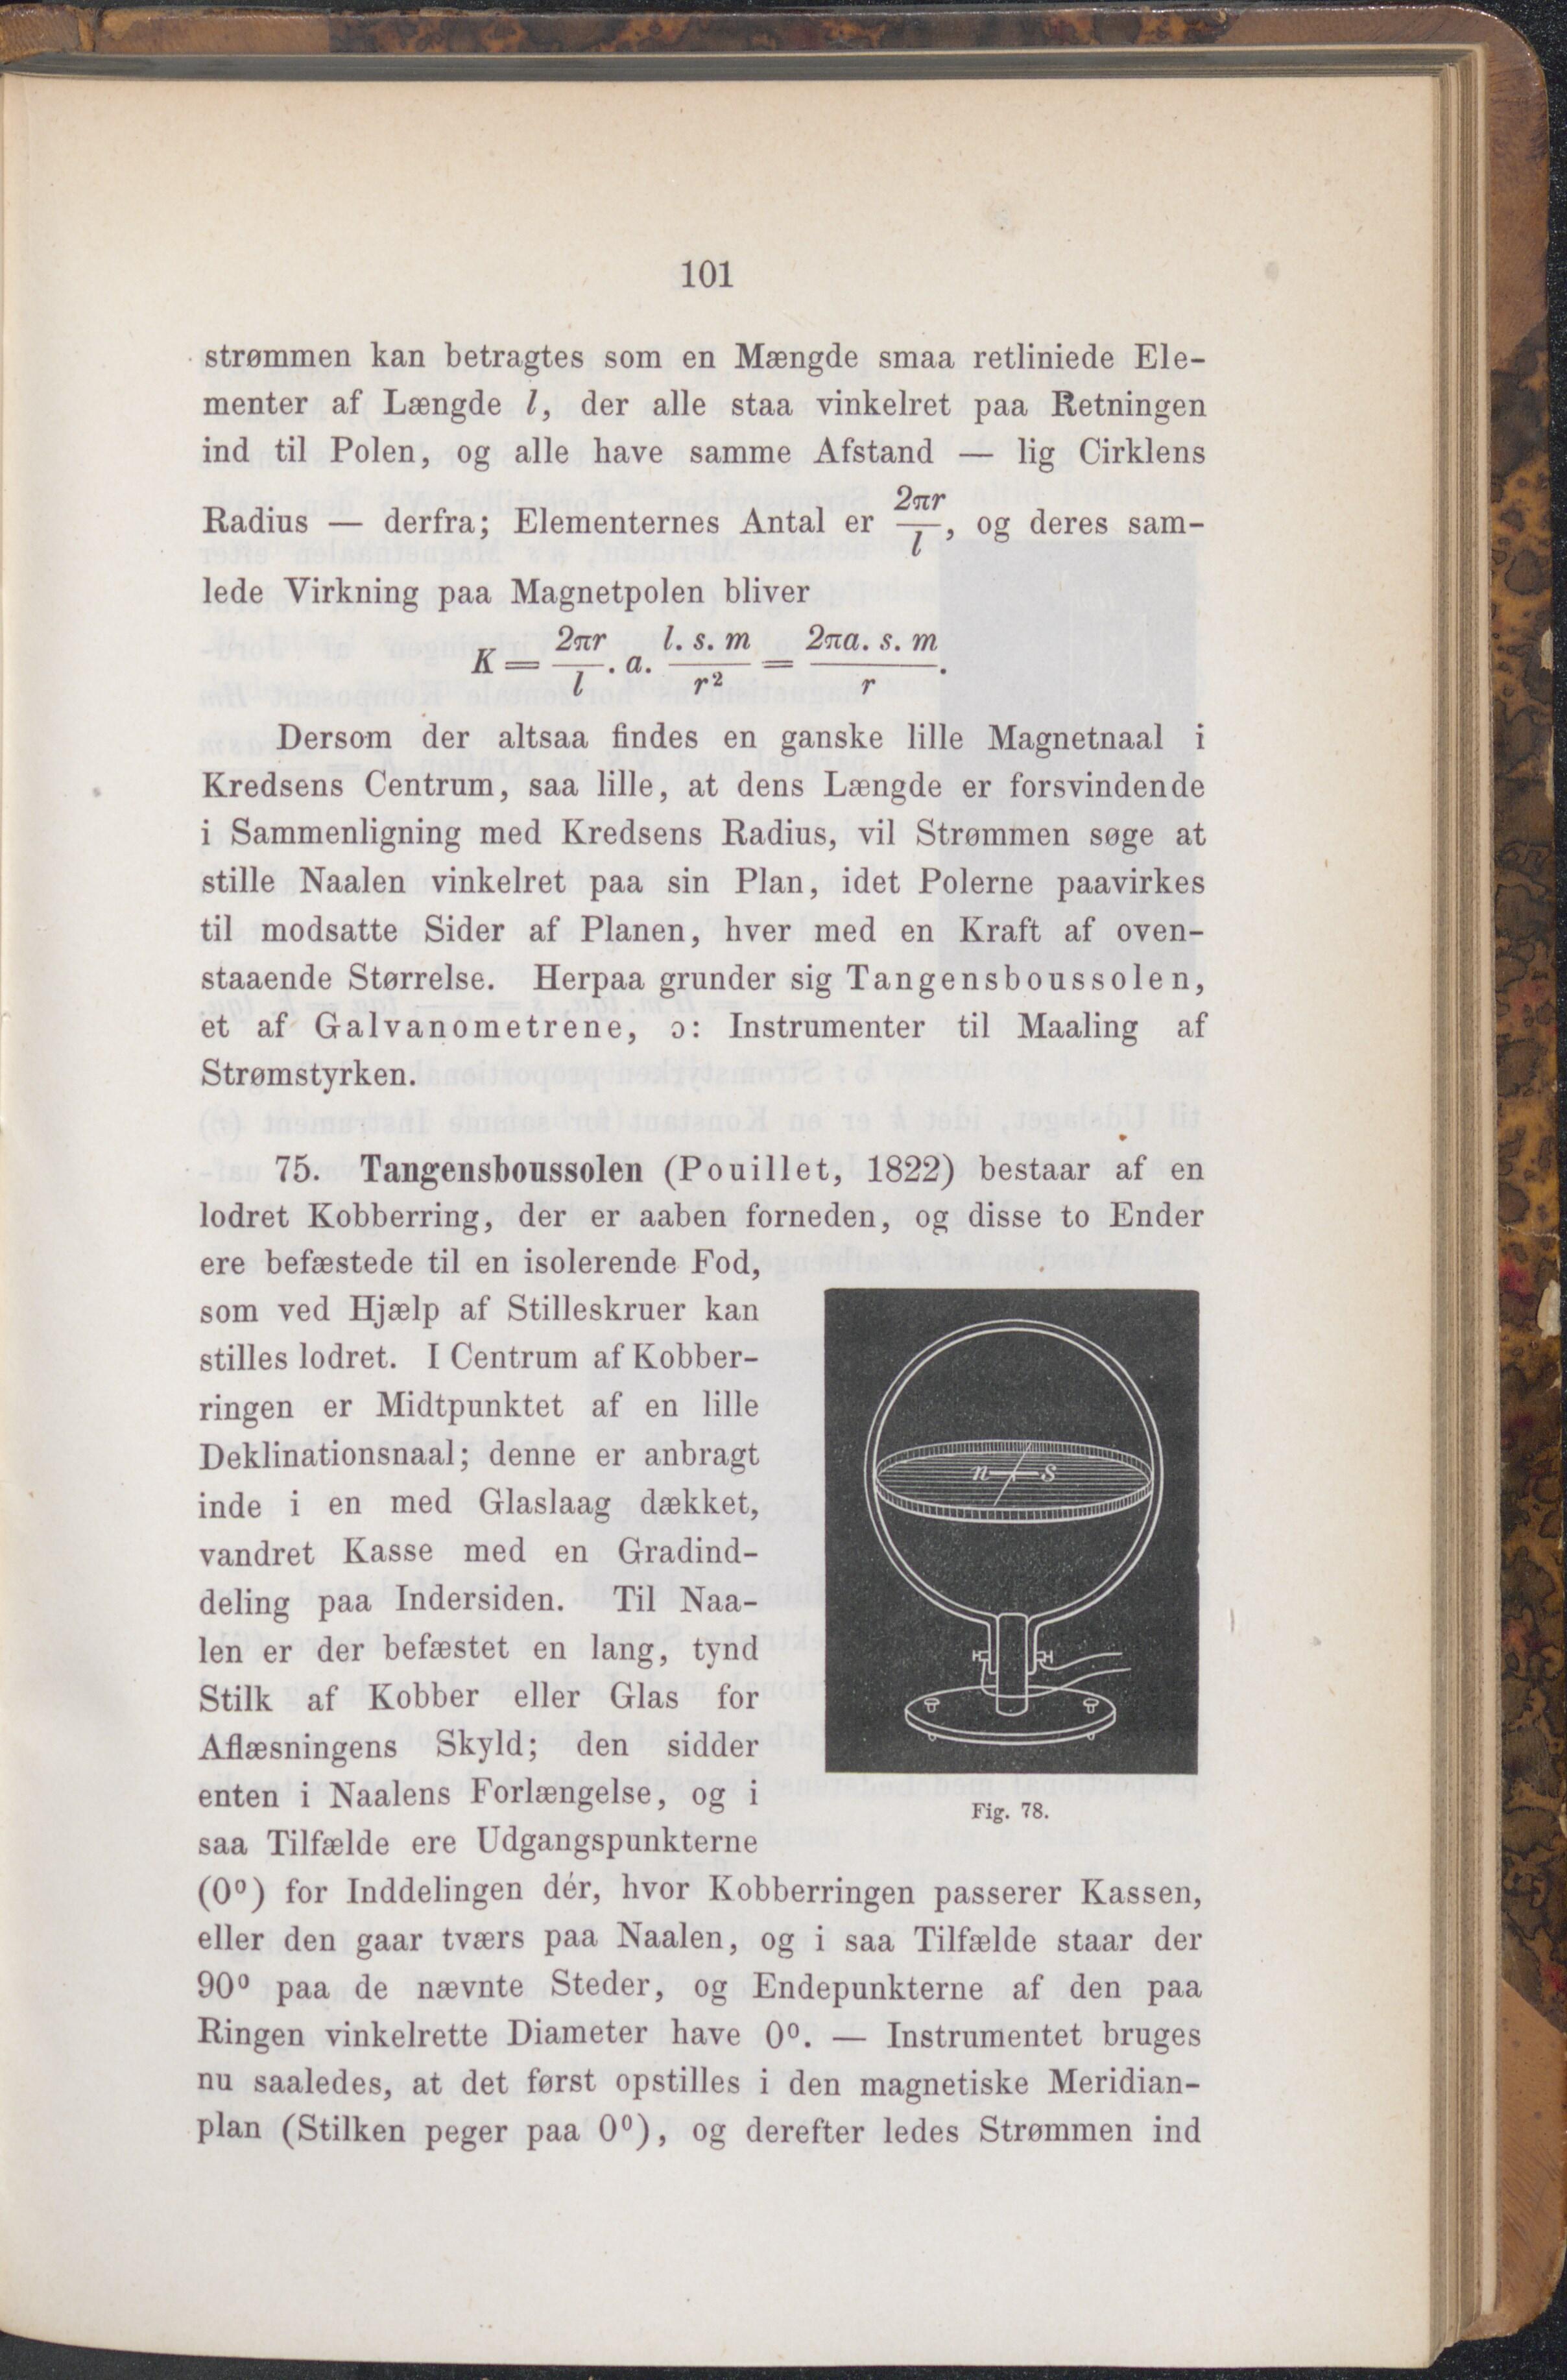 101
strømmen kan betragtes som en Mængde smaa retliniede Ele-
menter af Længde l, der alle staa vinkelret paa Retningen
ind til Polen, og alle have samme Afstand — lig Cirklens
Radius — derfra; Elementernes Antal er 2πr/l, og deres sam-
lede Virkning paa Magnetpolen bliver
K = 2πr/l . a. l. s. m/r² = 2πa. s. m/r.
Dersom der altsaa findes en ganske lille Magnetnaal i
Kredsens Centrum, saa lille, at dens Længde er forsvindende
i Sammenligning med Kredsens Radius, vil Strømmen søge at
stille Naalen vinkelret paa sin Plan, idet Polerne paavirkes
til modsatte Sider af Planen, hver med en Kraft af oven-
staaende Størrelse. Herpaa grunder sig Tangensboussolen,
et af Galvanometrene, ɔ: Instrumenter til Maaling af
Strømstyrken.
75. Tangensboussolen (Pouillet, 1822) bestaar af en
lodret Kobberring, der er aaben forneden, og disse to Ender
ere befæstede til en isolerende Fod,
som ved Hjælp af Stilleskruer kan
stilles lodret. I Centrum af Kobber-
ringen er Midtpunktet af en lille
Deklinationsnaal; denne er anbragt
inde i en med Glaslaag dækket,
vandret Kasse med en Gradind-
deling paa Indersiden. Til Naa-
len er der befæstet en lang, tynd
Stilk af Kobber eller Glas for
Aflæsningens Skyld; den sidder
enten i Naalens Forlængelse, og i
saa Tilfælde ere Udgangspunkterne
(0⁰) for Inddelingen dér, hvor Kobberringen passerer Kassen,
eller den gaar tværs paa Naalen, og i saa Tilfælde staar der
90⁰ paa de nævnte Steder, og Endepunkterne af den paa
Ringen vinkelrette Diameter have 0⁰. — Instrumentet bruges
nu saaledes, at det først opstilles i den magnetiske Meridian-
plan (Stilken peger paa 0⁰), og derefter ledes Strømmen ind
n s
Fig. 78.